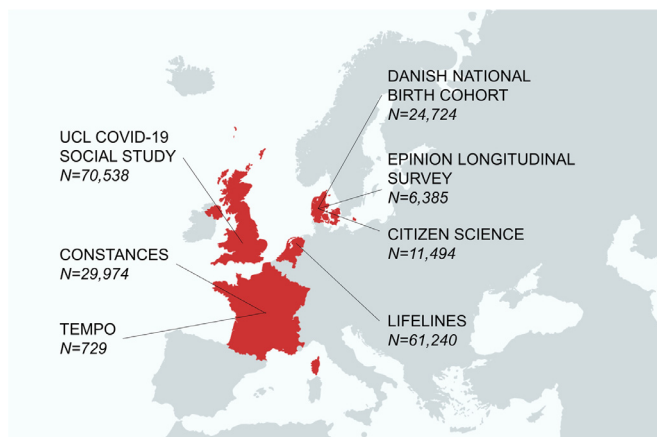 UCL COVID-19
SOCIAL STUDY
N=70,538
CONSTANCES
N=29,974
TEMPO
N=729
DANISH NATIONAL
BIRTH COHORT
N=24,724
EPINION LONGITUDINAL
SURVEY
N=6,385
CITIZEN SCIENCE
N=11,494
LIFELINES
N=61,240